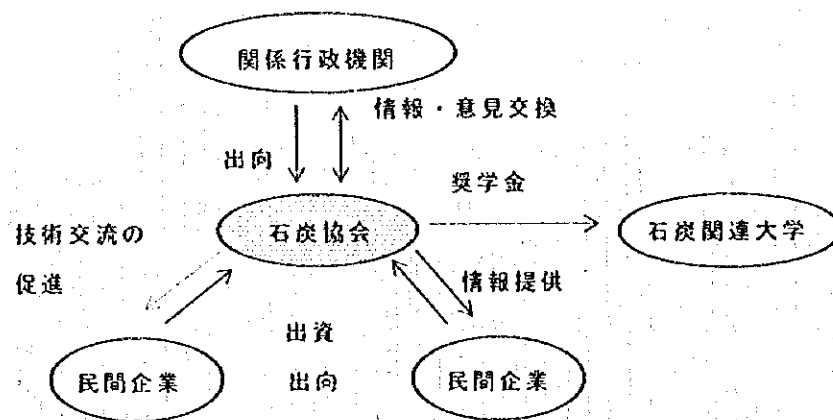 関係行政機関
情報・意見交換
出向
奨学金
石炭協会
石炭関連大学
技術交流の
促進
情報提供
出資
出向
民間企業
民間企業